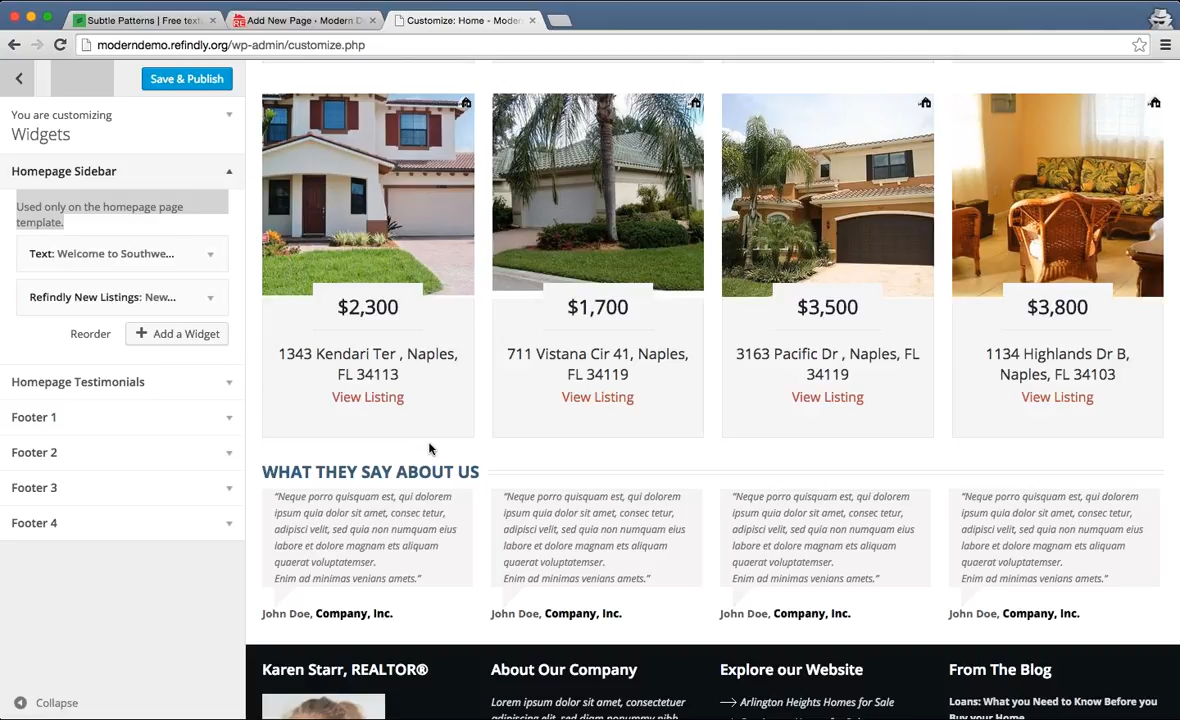 Subtle Patterns | Free text
Add New Page ‹ Modern D
Customize: Home - Modern
moderndemo.refindly.org/wp-admin/customize.php
Save & Publish
You are customizing
Widgets
Homepage Sidebar
Used only on the homepage page
template.
Text: Welcome to Southwe...
Refindly New Listings: New...
Reorder
+ Add a Widget
Homepage Testimonials
Footer 1
Footer 2
Footer 3
Footer 4
Collapse
$2,300
1343 Kendari Ter , Naples,
FL 34113
View Listing
$1,700
711 Vistana Cir 41, Naples,
FL 34119
View Listing
$3,500
3163 Pacific Dr , Naples, FL
34119
View Listing
$3,800
1134 Highlands Dr B,
Naples, FL 34103
View Listing
WHAT THEY SAY ABOUT US
“Neque porro quisquam est, qui dolorem
ipsum quia dolor sit amet, consec tetur,
adipisci velit, sed quia non numquam eius
labore et dolore magnam ets aliquam
quaerat voluptatemser.
Enim ad minimas venians amets.”
John Doe, Company, Inc.
“Neque porro quisquam est, qui dolorem
ipsum quia dolor sit amet, consec tetur,
adipisci velit, sed quia non numquam eius
labore et dolore magnam ets aliquam
quaerat voluptatemser.
Enim ad minimas venians amets.”
John Doe, Company, Inc.
“Neque porro quisquam est, qui dolorem
ipsum quia dolor sit amet, consec tetur,
adipisci velit, sed quia non numquam eius
labore et dolore magnam ets aliquam
quaerat voluptatemser.
Enim ad minimas venians amets.”
John Doe, Company, Inc.
“Neque porro quisquam est, qui dolorem
ipsum quia dolor sit amet, consec tetur,
adipisci velit, sed quia non numquam eius
labore et dolore magnam ets aliquam
quaerat voluptatemser.
Enim ad minimas venians amets.”
John Doe, Company, Inc.
Karen Starr, REALTOR®
About Our Company
Lorem ipsum dolor sit amet, consectetuer
Explore our Website
Arlington Heights Homes for Sale
From The Blog
Loans: What you Need to Know Before you
Buy your Home